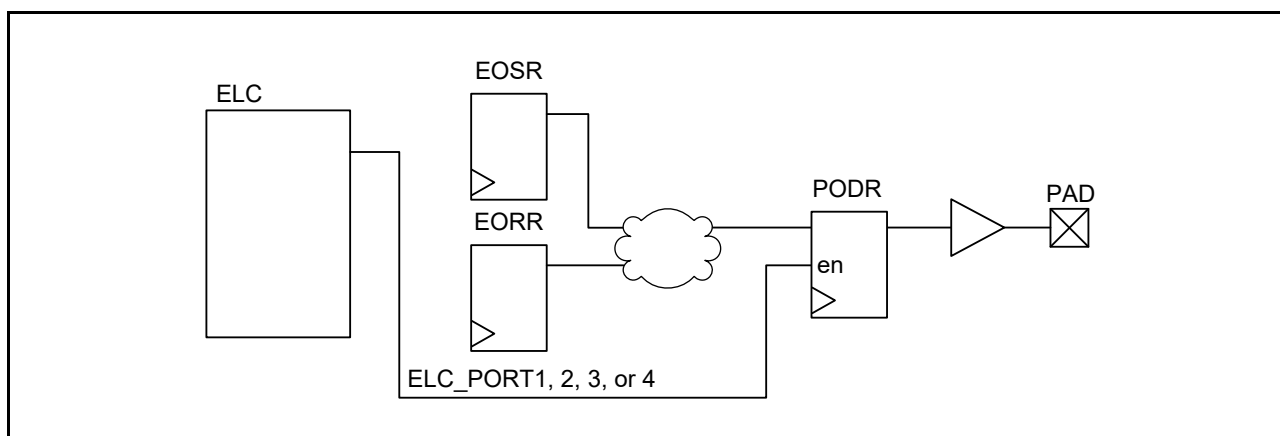 EOSR
ELC
EORR
PODR
PAD
en
ELC_PORT1, 2, 3, or 4